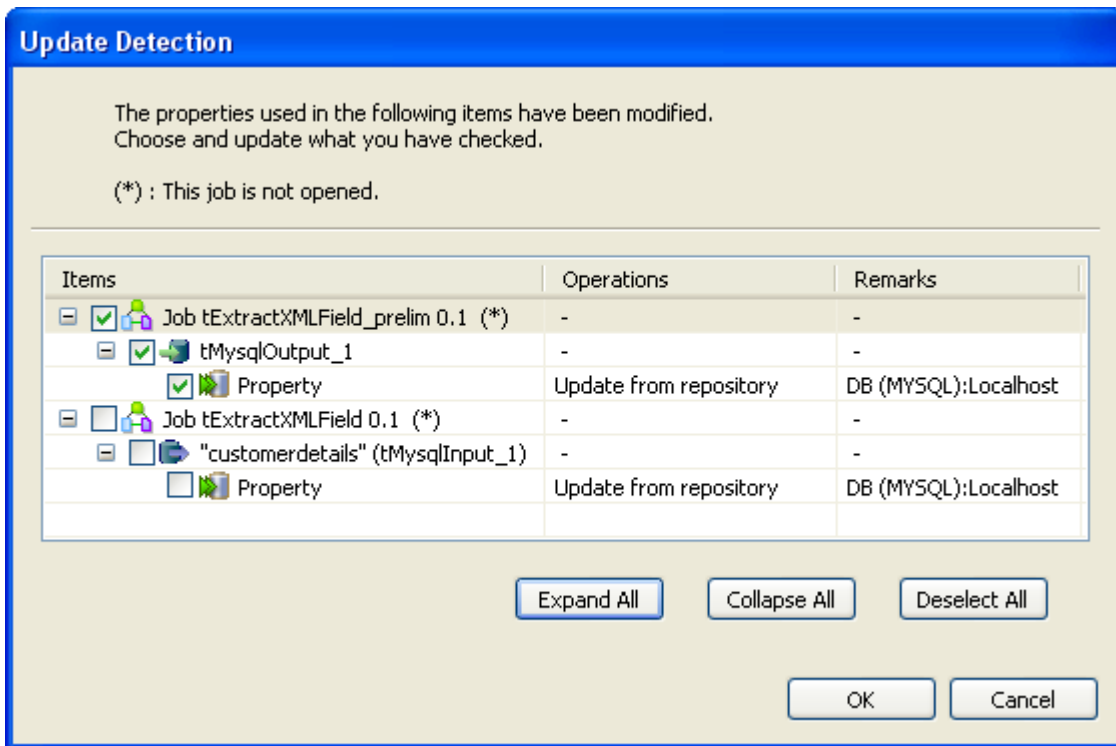 Update Detection
The properties used in the following items have been modified.
Choose and update what you have checked.
(*) : This job is not opened.
Items Operations Remarks
Job tExtractXMLField_prelim 0.1 (*) - -
tMysqlOutput_1 - -
Property Update from repository DB (MYSQL):Localhost
Job tExtractXMLField 0.1 (*) - -
"customerdetails" (tMysqlInput_1) - -
Property Update from repository DB (MYSQL):Localhost
Expand All Collapse All Deselect All
OK Cancel